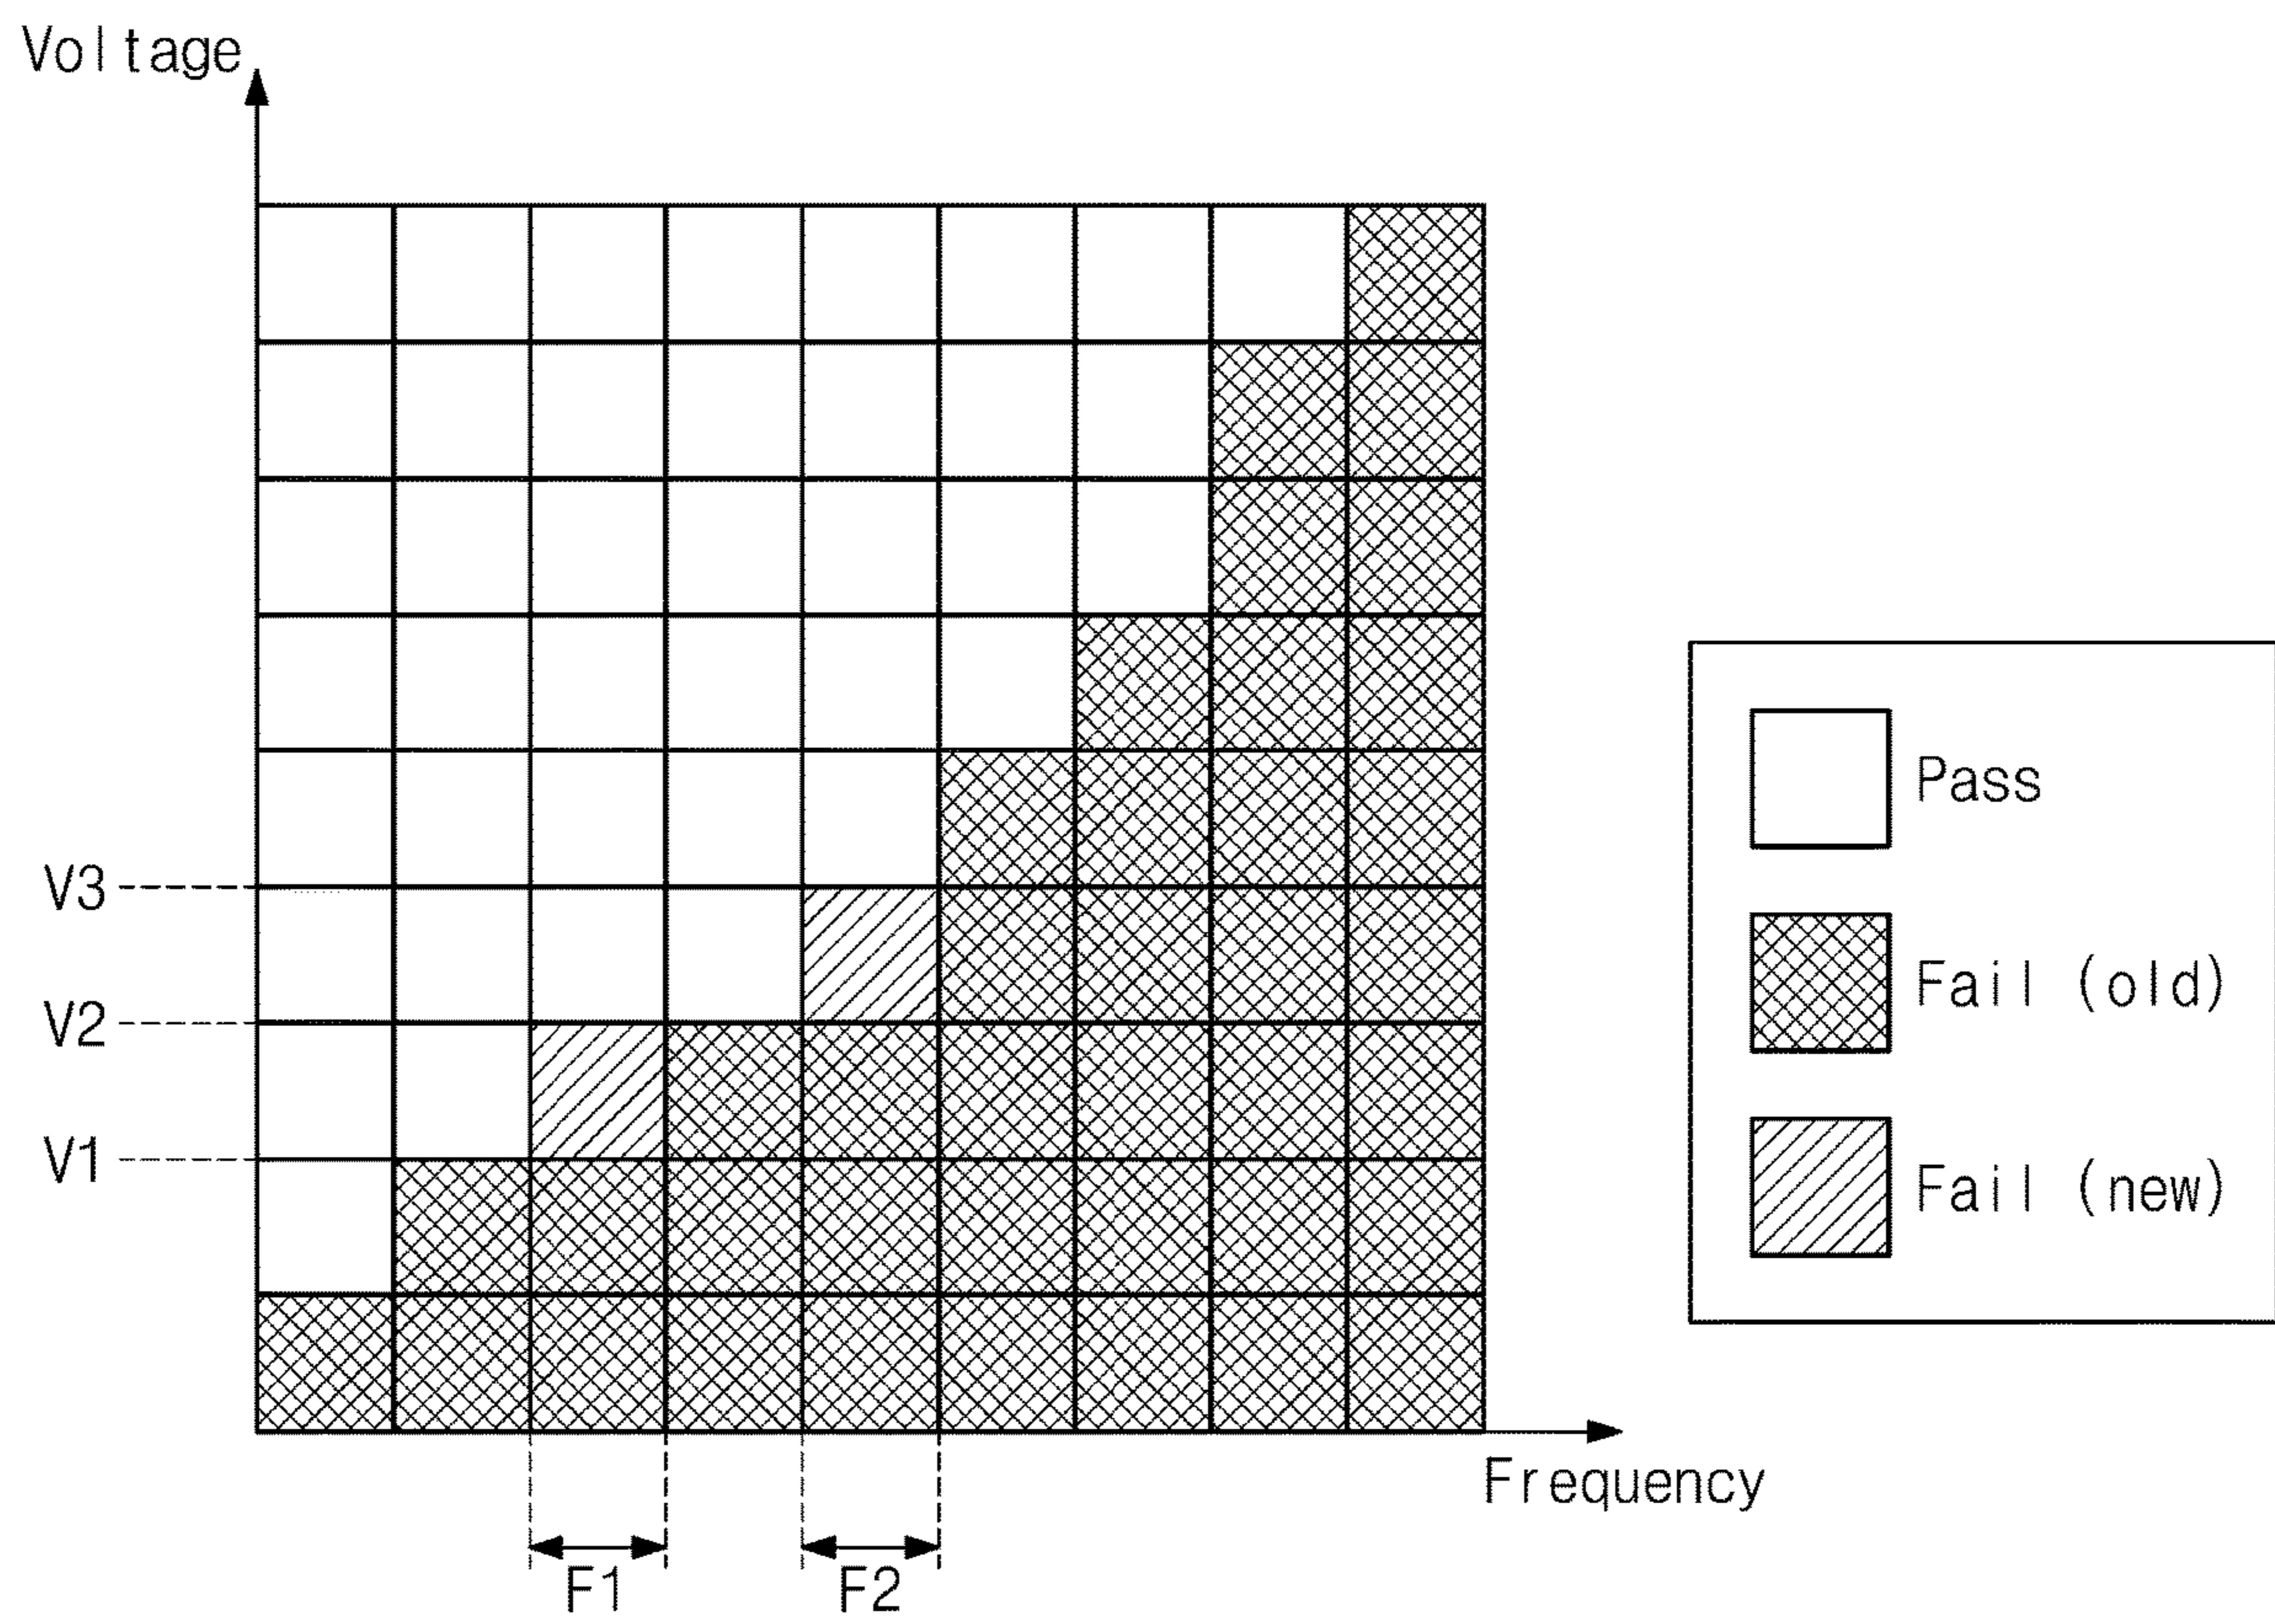 Voltage
V3
V2
V1
Frequency
F1
F2
Pass
Fail (old)
Fail (new)